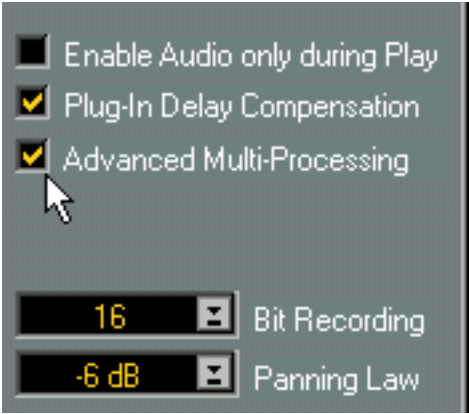 Enable Audio only during Play
Plug-In Delay Compensation
Advanced Multi-Processing
16 Bit Recording
-6 dB Panning Law